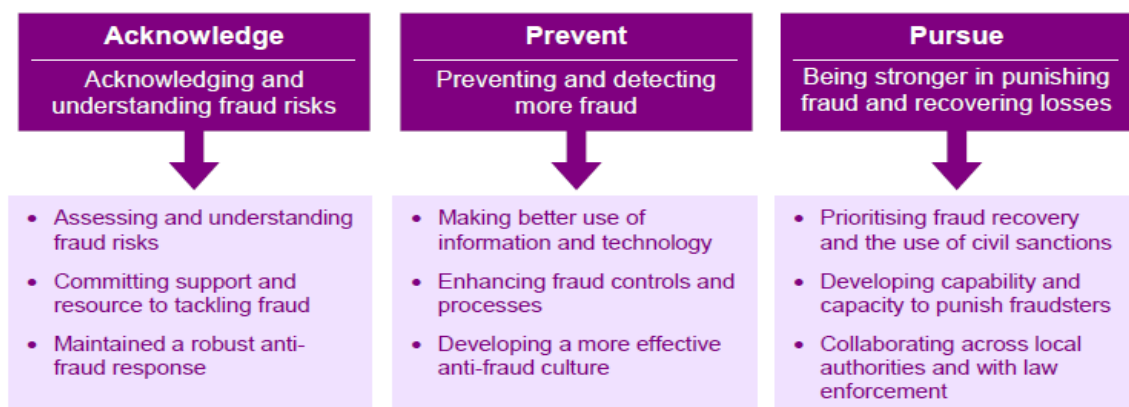 Acknowledge
Acknowledging and
understanding fraud risks
• Assessing and understanding
fraud risks
• Committing support and
resource to tackling fraud
• Maintained a robust anti-
fraud response
Prevent
Preventing and detecting
more fraud
• Making better use of
information and technology
• Enhancing fraud controls and
processes
• Developing a more effective
anti-fraud culture
Pursue
Being stronger in punishing
fraud and recovering losses
• Prioritising fraud recovery
and the use of civil sanctions
• Developing capability and
capacity to punish fraudsters
• Collaborating across local
authorities and with law
enforcement